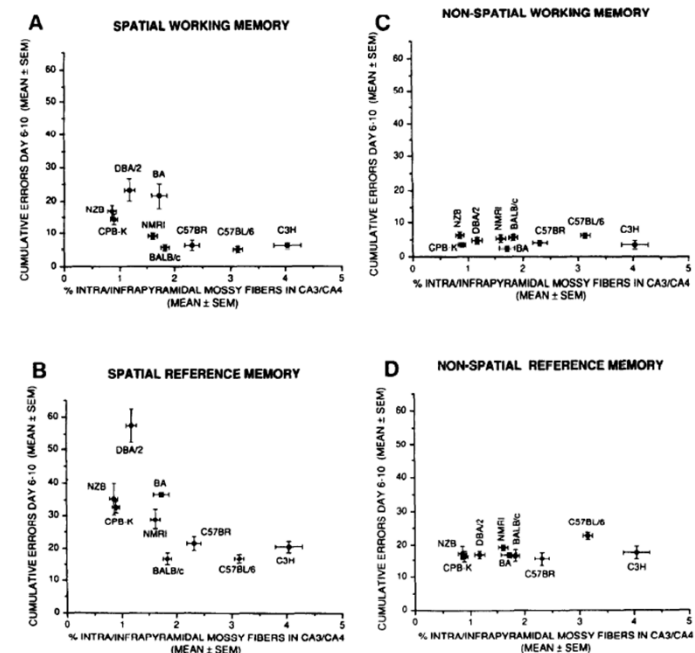 A
SPATIAL WORKING MEMORY
CUMULATIVE ERRORS DAY 6-10 (MEAN ± SEM)
60
50
40
30
20
10
0
DBA/2
BA
NZB
CPB-K
NMRI
BALB/c
C57BR
C57BL/6
C3H
0 1 2 3 4 5
% INTRA/INFRAPYRAMIDAL MOSSY FIBERS IN CA3/CA4
(MEAN ± SEM)
C
NON-SPATIAL WORKING MEMORY
CUMULATIVE ERRORS DAY 6-10 (MEAN ± SEM)
60
50
40
30
20
10
0
NZB
DBA/2
NMRI
BALB/c
CPB K
BA
C57BR
C57BL/6
C3H
0 1 2 3 4 5
% INTRA/INFRAPYRAMIDAL MOSSY FIBERS IN CA3/CA4
(MEAN ± SEM)
B
SPATIAL REFERENCE MEMORY
CUMULATIVE ERRORS DAY 6-10 (MEAN ± SEM)
60
50
40
30
20
10
0
DBA/2
NZB
BA
CPB-K
NMRI
C57BR
BALB/c
C57BL/6
C3H
0 1 2 3 4 5
% INTRA/INFRAPYRAMIDAL MOSSY FIBERS IN CA3/CA4
(MEAN ± SEM)
D
NON-SPATIAL REFERENCE MEMORY
CUMULATIVE ERRORS DAY 6-10 (MEAN ± SEM)
60
50
40
30
20
10
0
NZB
DBA/2
NMRI
BALB/c
C57BL/6
CPB K
BA
C57BR
C3H
0 1 2 3 4 5
% INTRA/INFRAPYRAMIDAL MOSSY FIBERS IN CA3/CA4
(MEAN ± SEM)